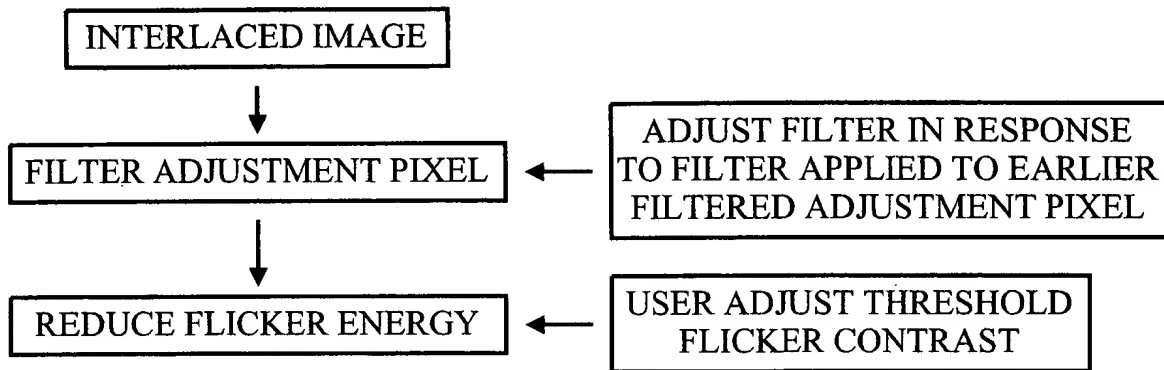 INTERLACED IMAGE
FILTER ADJUSTMENT PIXEL
ADJUST FILTER IN RESPONSE
TO FILTER APPLIED TO EARLIER
FILTERED ADJUSTMENT PIXEL
REDUCE FLICKER ENERGY
USER ADJUST THRESHOLD
FLICKER CONTRAST